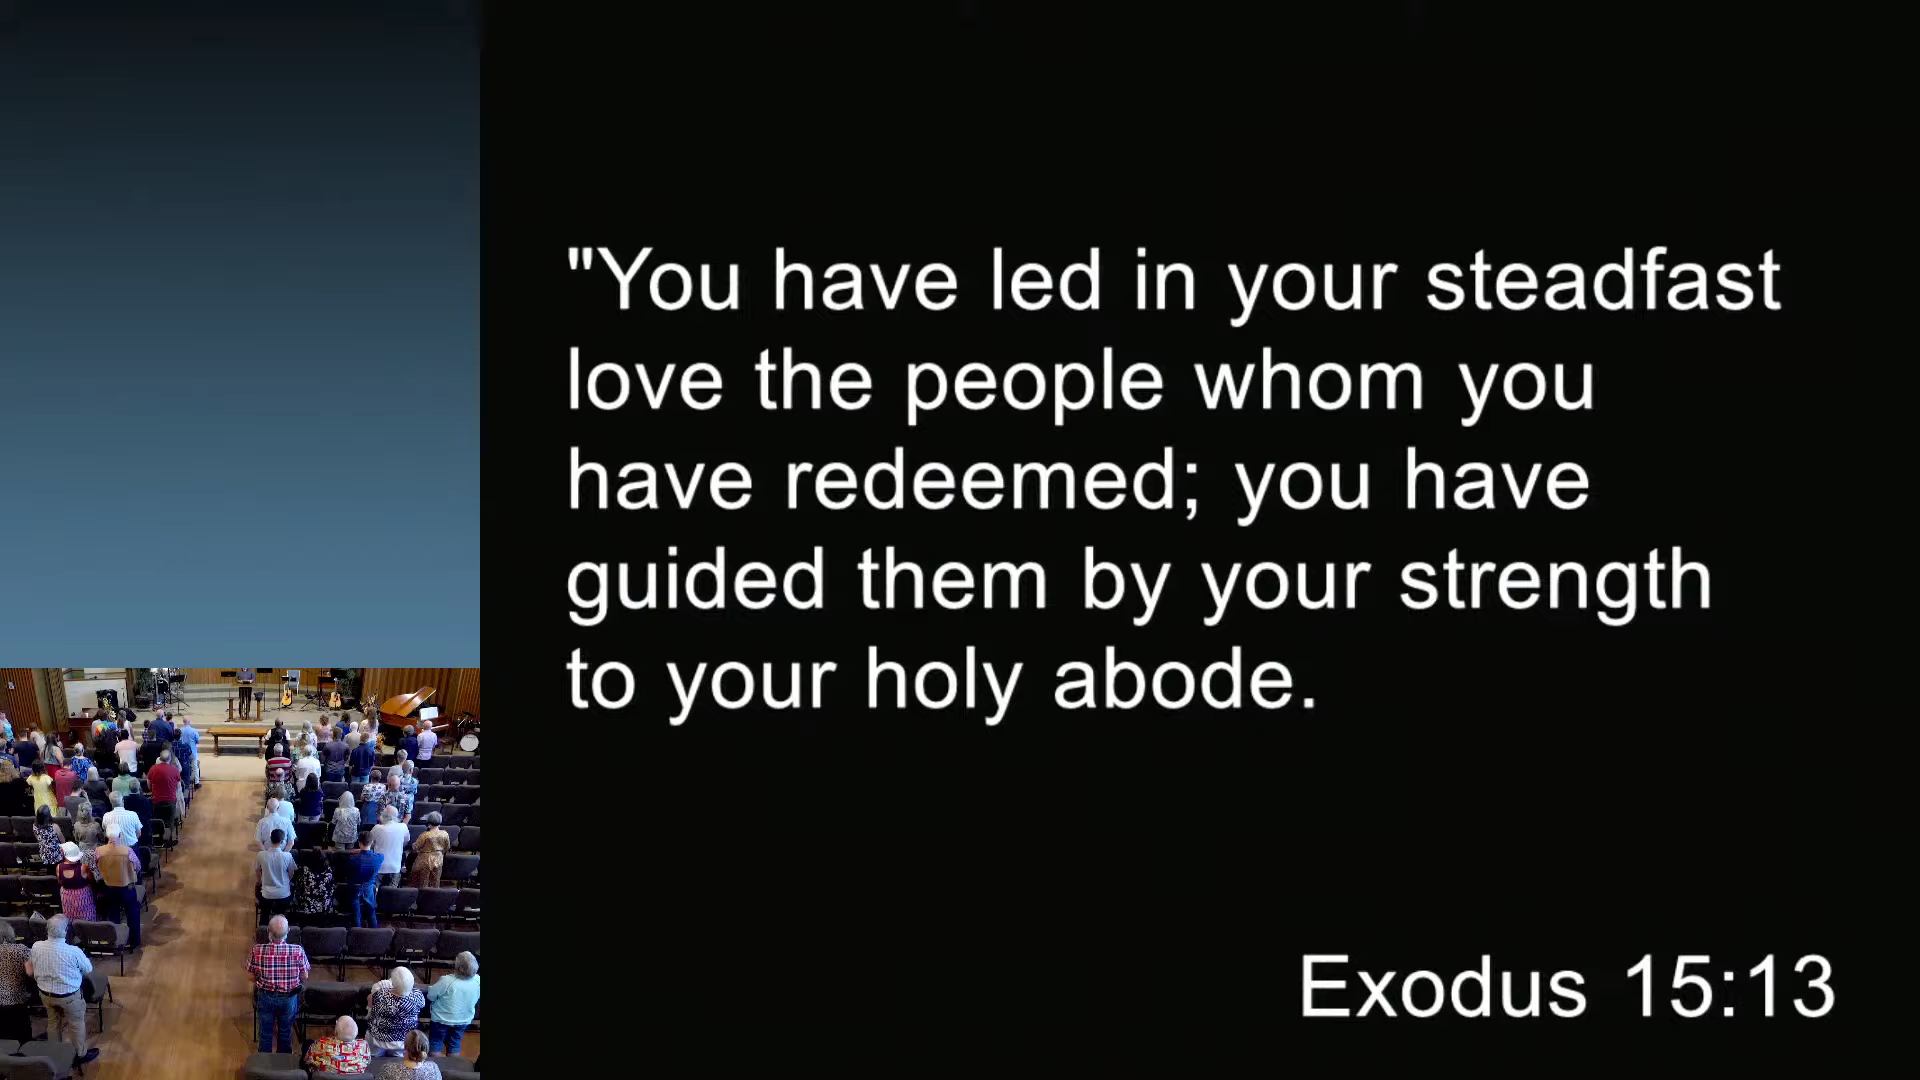 "You have led in your steadfast
love the people whom you
have redeemed; you have
guided them by your strength
to your holy abode.
Exodus 15:13